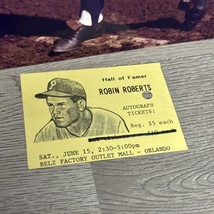 Hall of Famer
ROBIN ROBERTS
AUTOGRAPH
TICKETS:
Reg. $5 each
SAT., JUNE 15, 2:30-5:00pm
BELZ FACTORY OUTLET MALL - ORLANDO